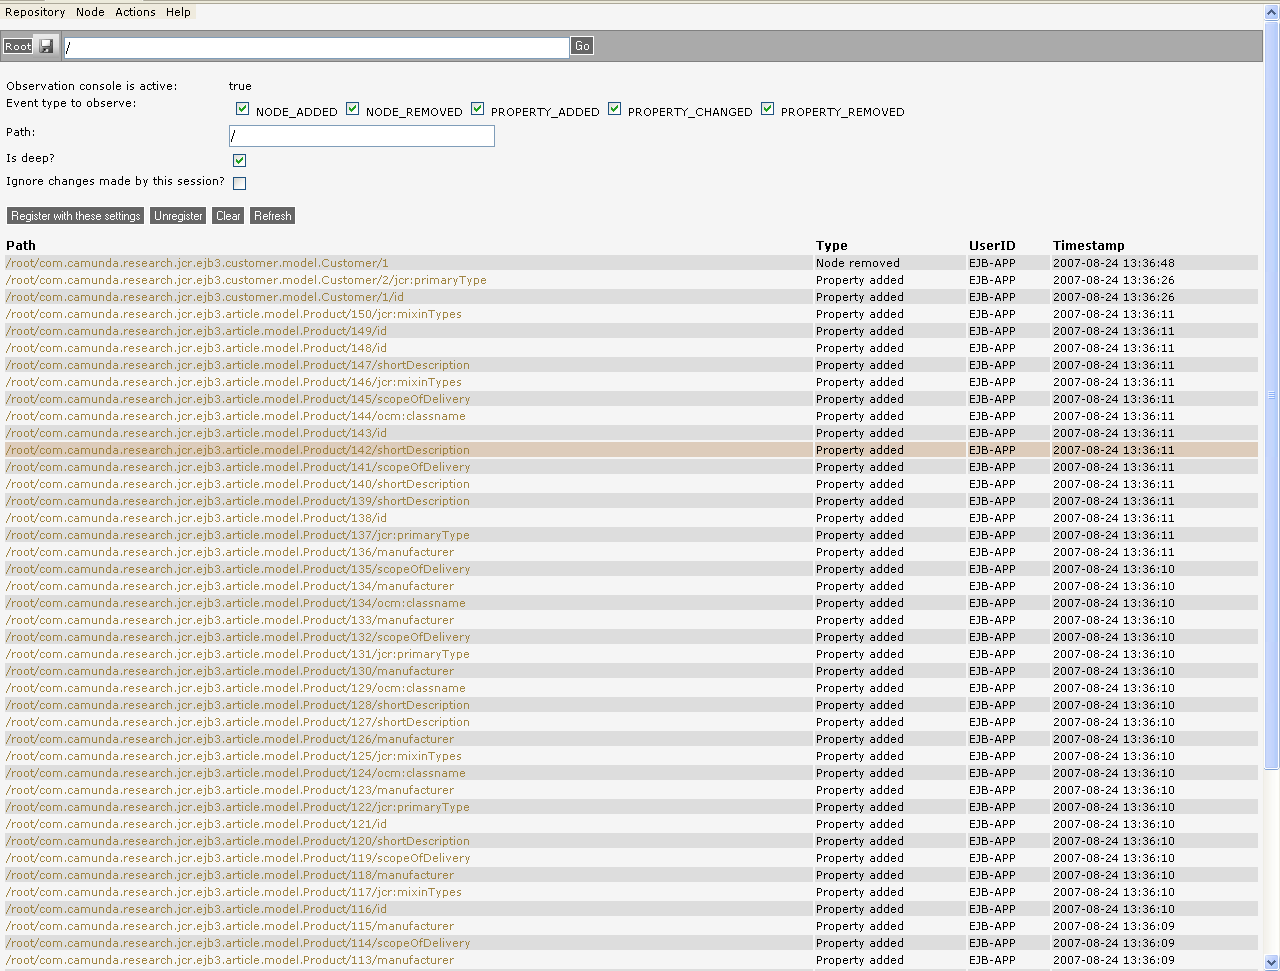 Repository Node Actions Help
Root / Go
Observation console is active: true
Event type to observe: NODE_ADDED NODE_REMOVED PROPERTY_ADDED PROPERTY_CHANGED PROPERTY_REMOVED
Path: /
Is deep?
Ignore changes made by this session?
Register with these settings Unregister Clear Refresh
Path Type UserID Timestamp
/root/com.camunda.research.jcr.ejb3.customer.model.Customer/1 Node removed EJB-APP 2007-08-24 13:36:48
/root/com.camunda.research.jcr.ejb3.customer.model.Customer/2/jcr:primaryType Property added EJB-APP 2007-08-24 13:36:26
/root/com.camunda.research.jcr.ejb3.customer.model.Customer/1/id Property added EJB-APP 2007-08-24 13:36:26
/root/com.camunda.research.jcr.ejb3.article.model.Product/150/jcr:mixinTypes Property added EJB-APP 2007-08-24 13:36:11
/root/com.camunda.research.jcr.ejb3.article.model.Product/149/id Property added EJB-APP 2007-08-24 13:36:11
/root/com.camunda.research.jcr.ejb3.article.model.Product/148/id Property added EJB-APP 2007-08-24 13:36:11
/root/com.camunda.research.jcr.ejb3.article.model.Product/147/shortDescription Property added EJB-APP 2007-08-24 13:36:11
/root/com.camunda.research.jcr.ejb3.article.model.Product/146/jcr:mixinTypes Property added EJB-APP 2007-08-24 13:36:11
/root/com.camunda.research.jcr.ejb3.article.model.Product/145/scopeOfDelivery Property added EJB-APP 2007-08-24 13:36:11
/root/com.camunda.research.jcr.ejb3.article.model.Product/144/ocm:classname Property added EJB-APP 2007-08-24 13:36:11
/root/com.camunda.research.jcr.ejb3.article.model.Product/143/id Property added EJB-APP 2007-08-24 13:36:11
/root/com.camunda.research.jcr.ejb3.article.model.Product/142/shortDescription Property added EJB-APP 2007-08-24 13:36:11
/root/com.camunda.research.jcr.ejb3.article.model.Product/141/scopeOfDelivery Property added EJB-APP 2007-08-24 13:36:11
/root/com.camunda.research.jcr.ejb3.article.model.Product/140/shortDescription Property added EJB-APP 2007-08-24 13:36:11
/root/com.camunda.research.jcr.ejb3.article.model.Product/139/shortDescription Property added EJB-APP 2007-08-24 13:36:11
/root/com.camunda.research.jcr.ejb3.article.model.Product/138/id Property added EJB-APP 2007-08-24 13:36:11
/root/com.camunda.research.jcr.ejb3.article.model.Product/137/jcr:primaryType Property added EJB-APP 2007-08-24 13:36:11
/root/com.camunda.research.jcr.ejb3.article.model.Product/136/manufacturer Property added EJB-APP 2007-08-24 13:36:11
/root/com.camunda.research.jcr.ejb3.article.model.Product/135/scopeOfDelivery Property added EJB-APP 2007-08-24 13:36:10
/root/com.camunda.research.jcr.ejb3.article.model.Product/134/manufacturer Property added EJB-APP 2007-08-24 13:36:10
/root/com.camunda.research.jcr.ejb3.article.model.Product/134/ocm:classname Property added EJB-APP 2007-08-24 13:36:10
/root/com.camunda.research.jcr.ejb3.article.model.Product/133/manufacturer Property added EJB-APP 2007-08-24 13:36:10
/root/com.camunda.research.jcr.ejb3.article.model.Product/132/scopeOfDelivery Property added EJB-APP 2007-08-24 13:36:10
/root/com.camunda.research.jcr.ejb3.article.model.Product/131/jcr:primaryType Property added EJB-APP 2007-08-24 13:36:10
/root/com.camunda.research.jcr.ejb3.article.model.Product/130/manufacturer Property added EJB-APP 2007-08-24 13:36:10
/root/com.camunda.research.jcr.ejb3.article.model.Product/129/ocm:classname Property added EJB-APP 2007-08-24 13:36:10
/root/com.camunda.research.jcr.ejb3.article.model.Product/128/shortDescription Property added EJB-APP 2007-08-24 13:36:10
/root/com.camunda.research.jcr.ejb3.article.model.Product/127/shortDescription Property added EJB-APP 2007-08-24 13:36:10
/root/com.camunda.research.jcr.ejb3.article.model.Product/126/manufacturer Property added EJB-APP 2007-08-24 13:36:10
/root/com.camunda.research.jcr.ejb3.article.model.Product/125/jcr:mixinTypes Property added EJB-APP 2007-08-24 13:36:10
/root/com.camunda.research.jcr.ejb3.article.model.Product/124/ocm:classname Property added EJB-APP 2007-08-24 13:36:10
/root/com.camunda.research.jcr.ejb3.article.model.Product/123/manufacturer Property added EJB-APP 2007-08-24 13:36:10
/root/com.camunda.research.jcr.ejb3.article.model.Product/122/jcr:primaryType Property added EJB-APP 2007-08-24 13:36:10
/root/com.camunda.research.jcr.ejb3.article.model.Product/121/id Property added EJB-APP 2007-08-24 13:36:10
/root/com.camunda.research.jcr.ejb3.article.model.Product/120/shortDescription Property added EJB-APP 2007-08-24 13:36:10
/root/com.camunda.research.jcr.ejb3.article.model.Product/119/scopeOfDelivery Property added EJB-APP 2007-08-24 13:36:10
/root/com.camunda.research.jcr.ejb3.article.model.Product/118/manufacturer Property added EJB-APP 2007-08-24 13:36:10
/root/com.camunda.research.jcr.ejb3.article.model.Product/117/jcr:mixinTypes Property added EJB-APP 2007-08-24 13:36:10
/root/com.camunda.research.jcr.ejb3.article.model.Product/116/id Property added EJB-APP 2007-08-24 13:36:10
/root/com.camunda.research.jcr.ejb3.article.model.Product/115/manufacturer Property added EJB-APP 2007-08-24 13:36:09
/root/com.camunda.research.jcr.ejb3.article.model.Product/114/scopeOfDelivery Property added EJB-APP 2007-08-24 13:36:09
/root/com.camunda.research.jcr.ejb3.article.model.Product/113/manufacturer Property added EJB-APP 2007-08-24 13:36:09